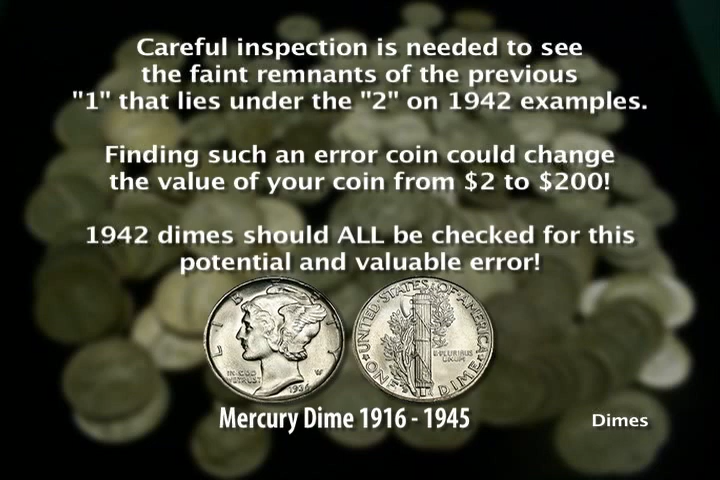 Careful inspection is needed to see
the faint remnants of the previous
"1" that lies under the "2" on 1942 examples.
Finding such an error coin could change
the value of your coin from $2 to $200!
1942 dimes should ALL be checked for this
potential and valuable error!
LIBERTY
IN GOD
WE TRUST
UNITED·STATES·OF·AMERICA
E·PLURIBUS
UNUM
ONE DIME
Mercury Dime 1916 - 1945
Dimes